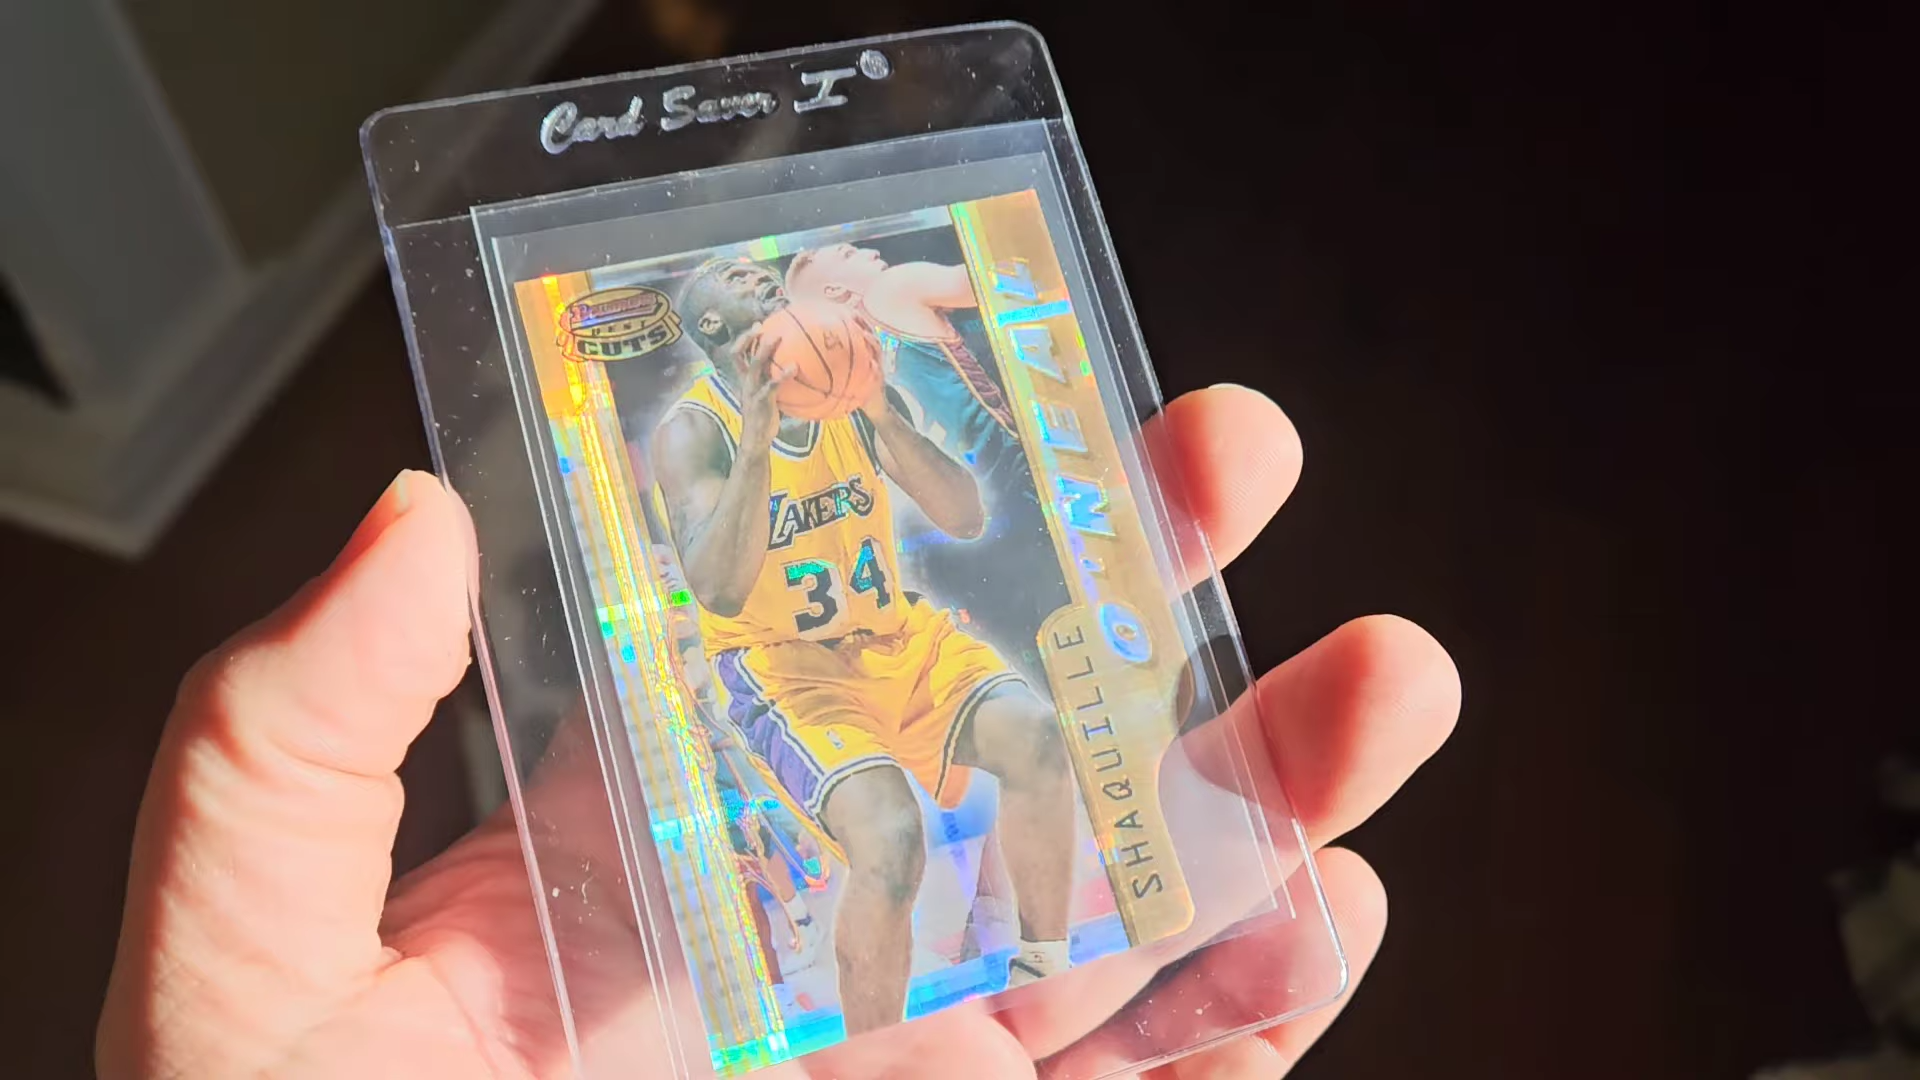 Card Saver I®
Bowman's
BEST
CUTS
O'NEAL
SHAQUILLE
LAKERS
34